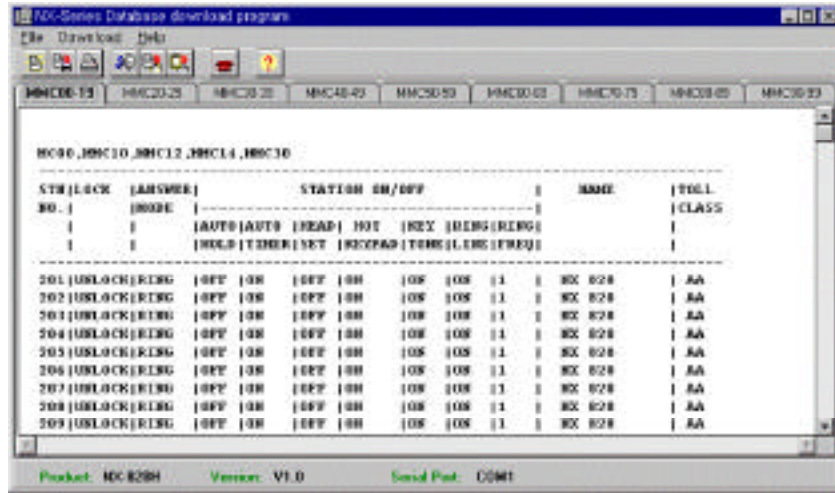 NX-Series Database download program
File Download Help
MMC00-19 MMC20-29 MMC30-39 MMC40-49 MMC50-59 MMC60-69 MMC70-79 MMC80-89 MMC90-99
MC00 ,MMC10 ,MMC12 ,MMC14 ,MMC30
STN|LOCK |ANSWER| STATION ON/OFF | NAME |TOLL
NO.| |MODE |-----------------------------------------| |CLASS
| | |AUTO|AUTO |HEAD| HOT |KEY |RING|RING| |
| | |HOLD|TIMER|SET |KEYPAD|TONE|LINE|FREQ| |
201|UNLOCK|RING |OFF |ON |OFF |ON |ON |ON |1 | NX 820 | AA
202|UNLOCK|RING |OFF |ON |OFF |ON |ON |ON |1 | NX 820 | AA
203|UNLOCK|RING |OFF |ON |OFF |ON |ON |ON |1 | NX 820 | AA
204|UNLOCK|RING |OFF |ON |OFF |ON |ON |ON |1 | NX 820 | AA
205|UNLOCK|RING |OFF |ON |OFF |ON |ON |ON |1 | NX 820 | AA
206|UNLOCK|RING |OFF |ON |OFF |ON |ON |ON |1 | NX 820 | AA
207|UNLOCK|RING |OFF |ON |OFF |ON |ON |ON |1 | NX 820 | AA
208|UNLOCK|RING |OFF |ON |OFF |ON |ON |ON |1 | NX 820 | AA
209|UNLOCK|RING |OFF |ON |OFF |ON |ON |ON |1 | NX 820 | AA
Product: NX-828H Version: V1.0 Serial Port: COM1